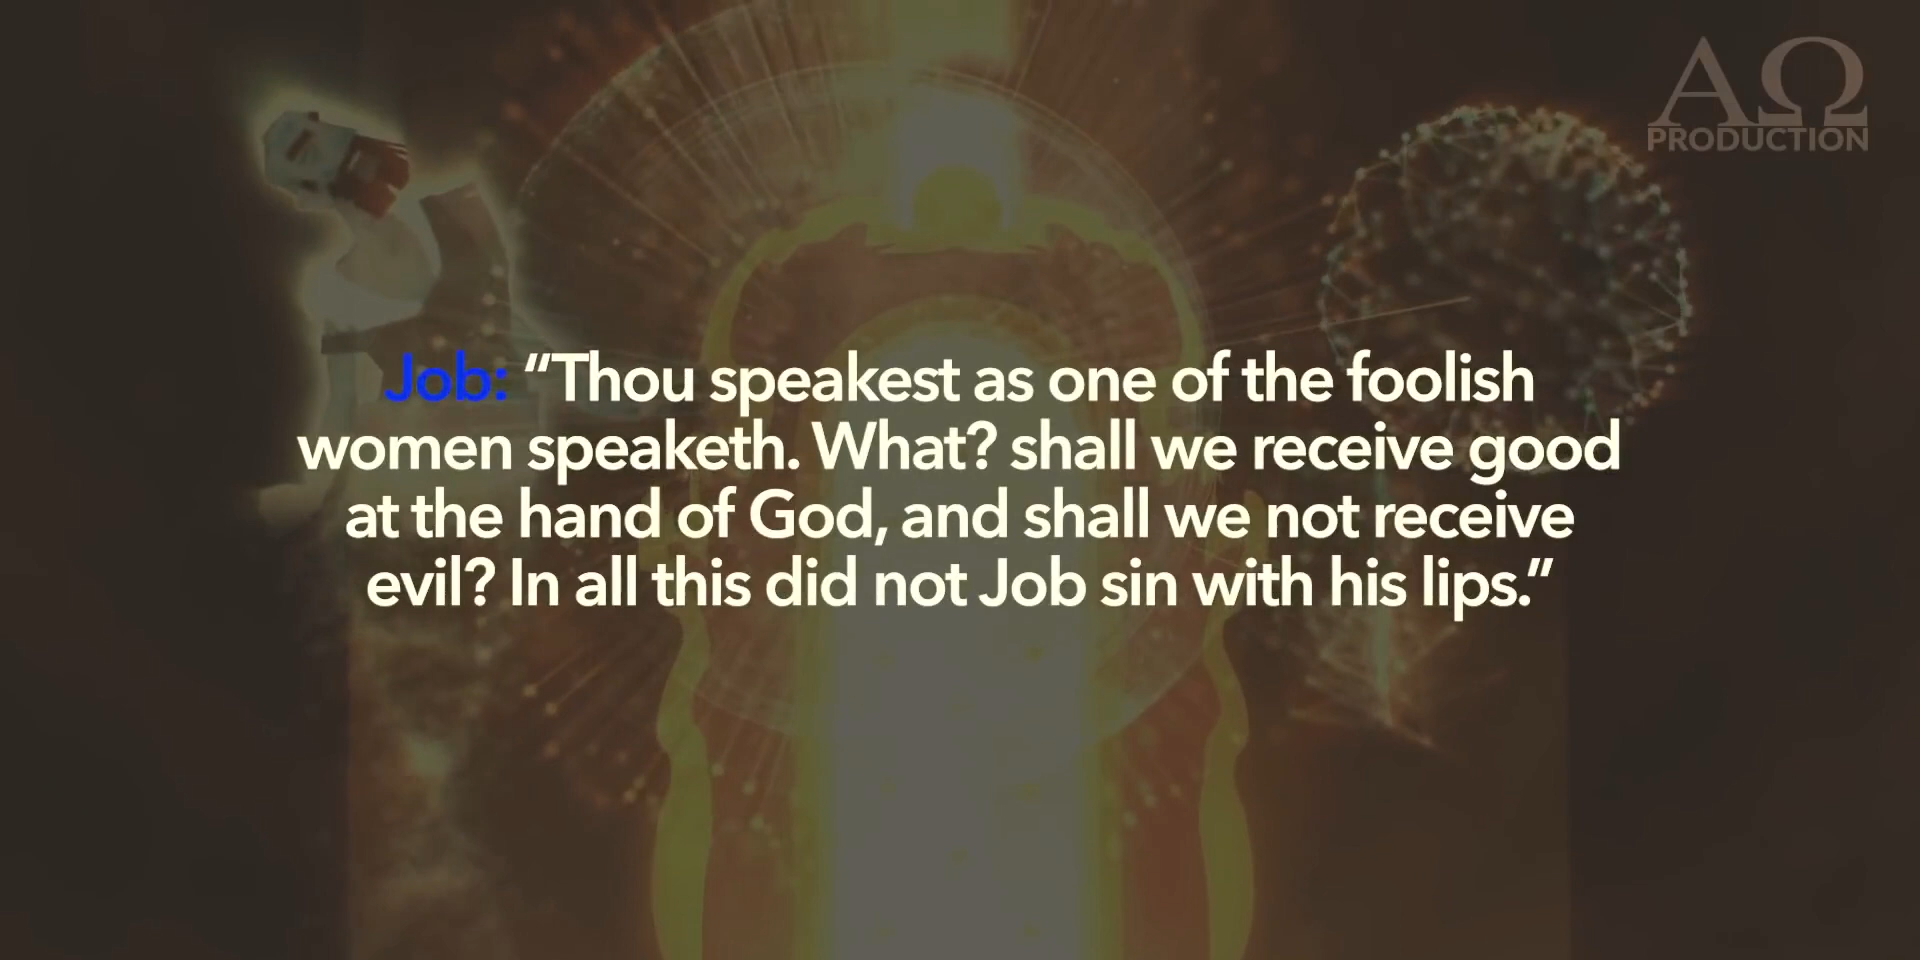 ΑΩ
PRODUCTION
Job: “Thou speakest as one of the foolish
women speaketh. What? shall we receive good
at the hand of God, and shall we not receive
evil? In all this did not Job sin with his lips.”